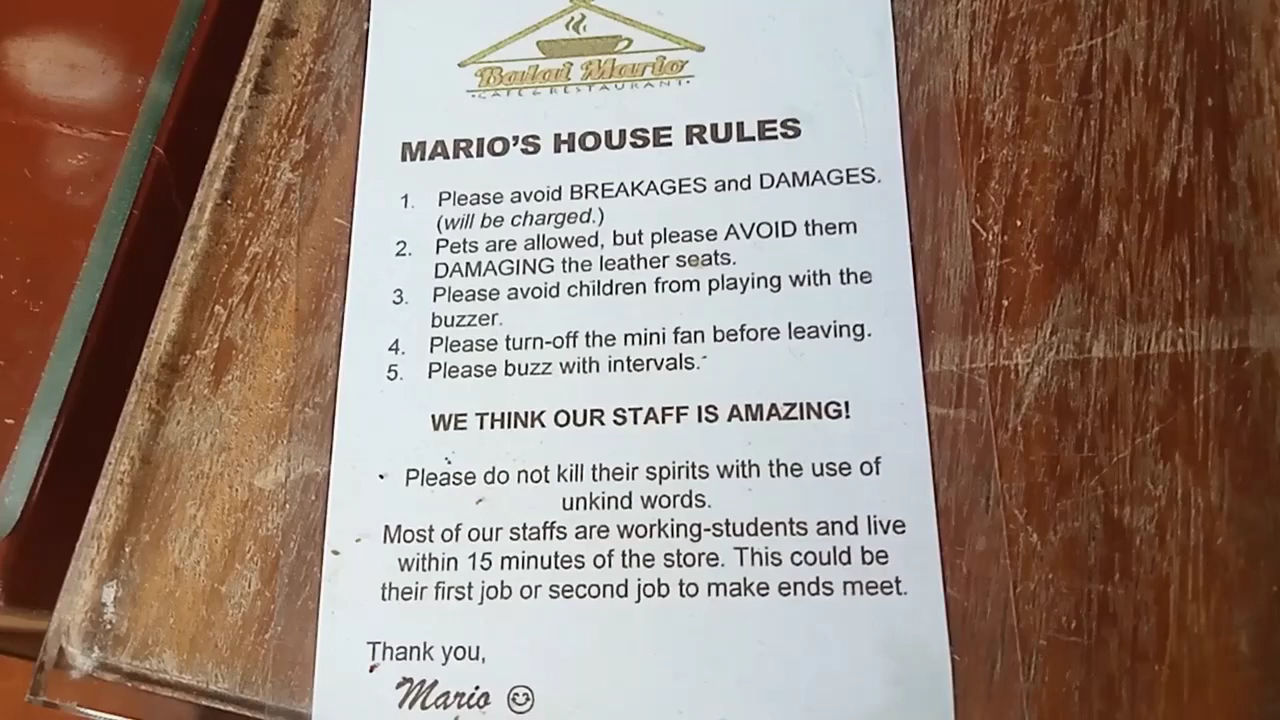 Balai Mario
CAFE & RESTAURANT
MARIO'S HOUSE RULES
1. Please avoid BREAKAGES and DAMAGES.
(will be charged.)
2. Pets are allowed, but please AVOID them
DAMAGING the leather seats.
3. Please avoid children from playing with the
buzzer.
4. Please turn-off the mini fan before leaving.
5. Please buzz with intervals.
WE THINK OUR STAFF IS AMAZING!
Please do not kill their spirits with the use of
unkind words.
Most of our staffs are working-students and live
within 15 minutes of the store. This could be
their first job or second job to make ends meet.
Thank you,
Mario